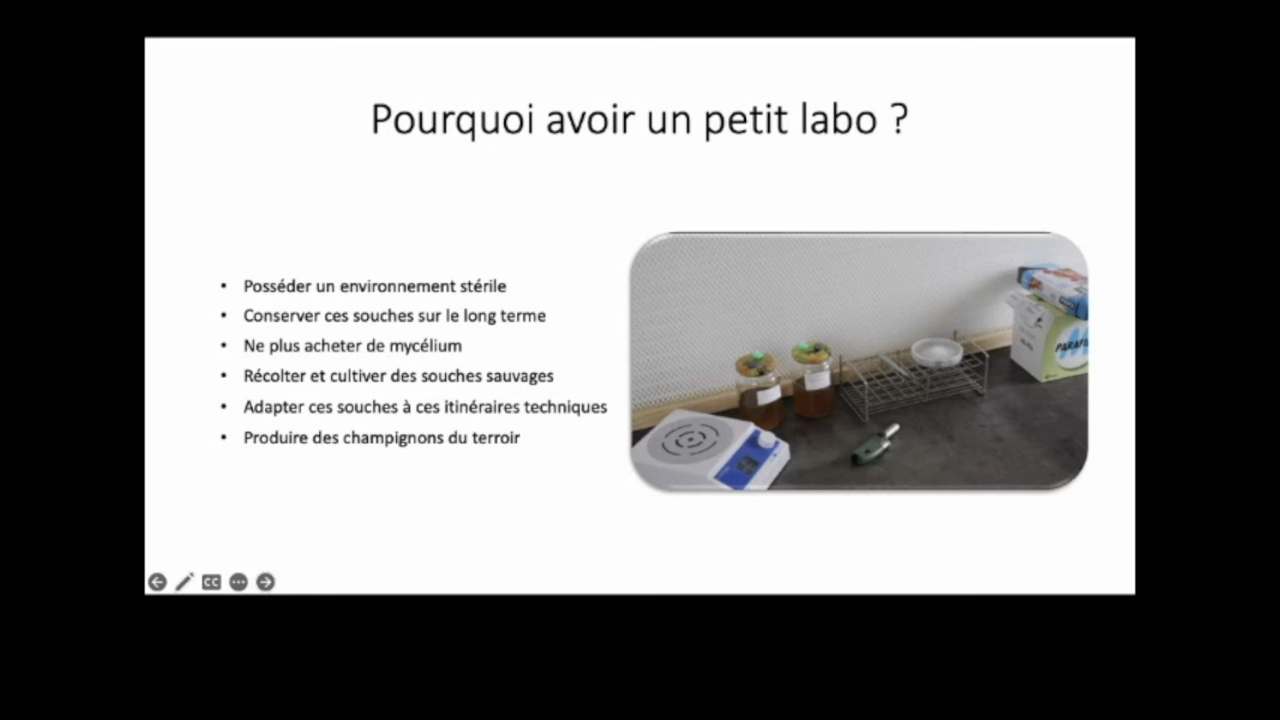 Pourquoi avoir un petit labo ?
• Posséder un environnement stérile
• Conserver ces souches sur le long terme
• Ne plus acheter de mycélium
• Récolter et cultiver des souches sauvages
• Adapter ces souches à ces itinéraires techniques
• Produire des champignons du terroir
CC